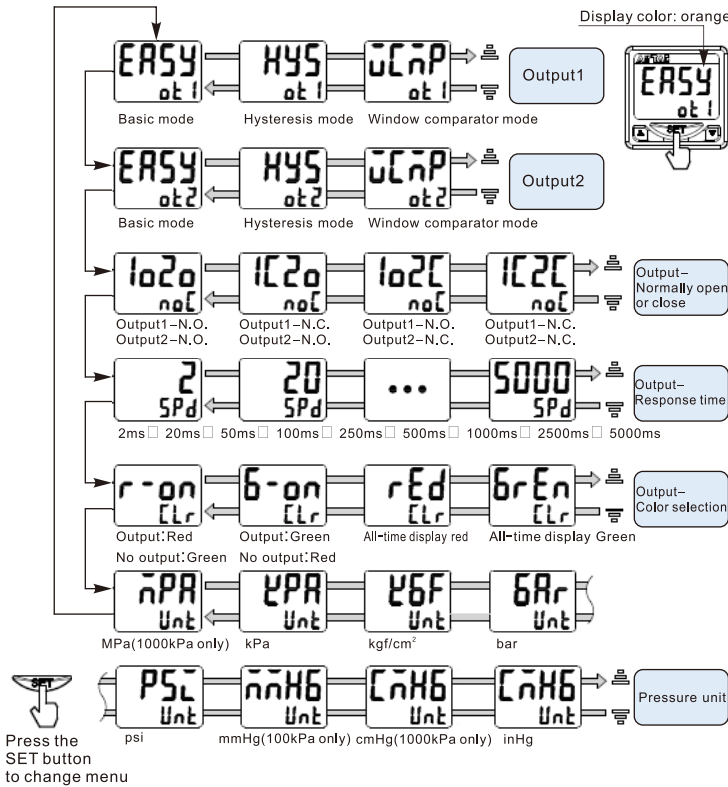 Display color: orange
EASY
ot1
SET
EASY HYS wCmP
ot1 ot1 ot1
Output1
Basic mode Hysteresis mode Window comparator mode
EASY HYS wCmP
ot2 ot2 ot2
Output2
Basic mode Hysteresis mode Window comparator mode
1o2o 1C2o 1o2C 1C2C
noC noC noC noC
Output–
Normally open
or close
Output1–N.O. Output1–N.C. Output1–N.O. Output1–N.C.
Output2–N.O. Output2–N.O. Output2–N.C. Output2–N.C.
2 20 ••• 5000
SPd SPd SPd
Output–
Response time
2ms□ 20ms□ 50ms□ 100ms□ 250ms□ 500ms□ 1000ms□ 2500ms□ 5000ms
r-on G-on rEd GrEn
CLr CLr CLr CLr
Output–
Color selection
Output:Red Output:Green All-time display red All-time display Green
No output:Green No output:Red
mPA kPA kGF bAr
Unt Unt Unt Unt
MPa(1000kPa only) kPa kgf/cm² bar
SET
PSi mmHG CmHG CmHG
Unt Unt Unt Unt
Pressure unit
psi mmHg(100kPa only) cmHg(1000kPa only) inHg
Press the
SET button
to change menu